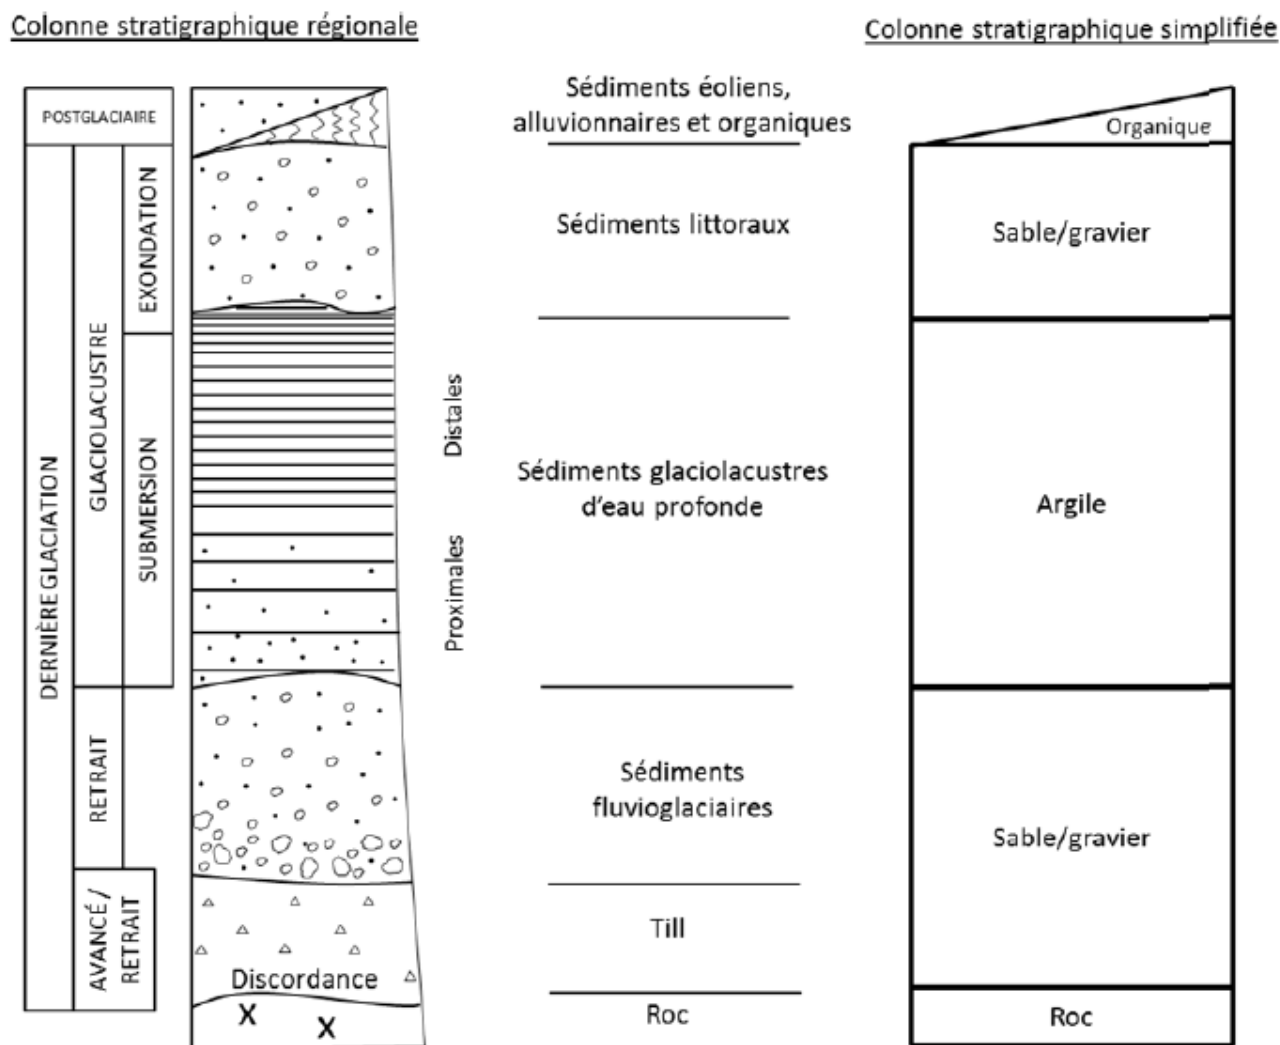 Colonne stratigraphique régionale
Colonne stratigraphique simplifiée
POSTGLACIAIRE
DERNIÈRE GLACIATION
GLACIOLACUSTRE
EXONDATION
SUBMERSION
RETRAIT
AVANCÉ/
RETRAIT
Discordance
X
X
Distales
Proximales
Sédiments éoliens,
alluvionnaires et organiques
Sédiments littoraux
Sédiments glaciolacustres
d'eau profonde
Sédiments
fluvioglaciaires
Till
Roc
Organique
Sable/gravier
Argile
Sable/gravier
Roc